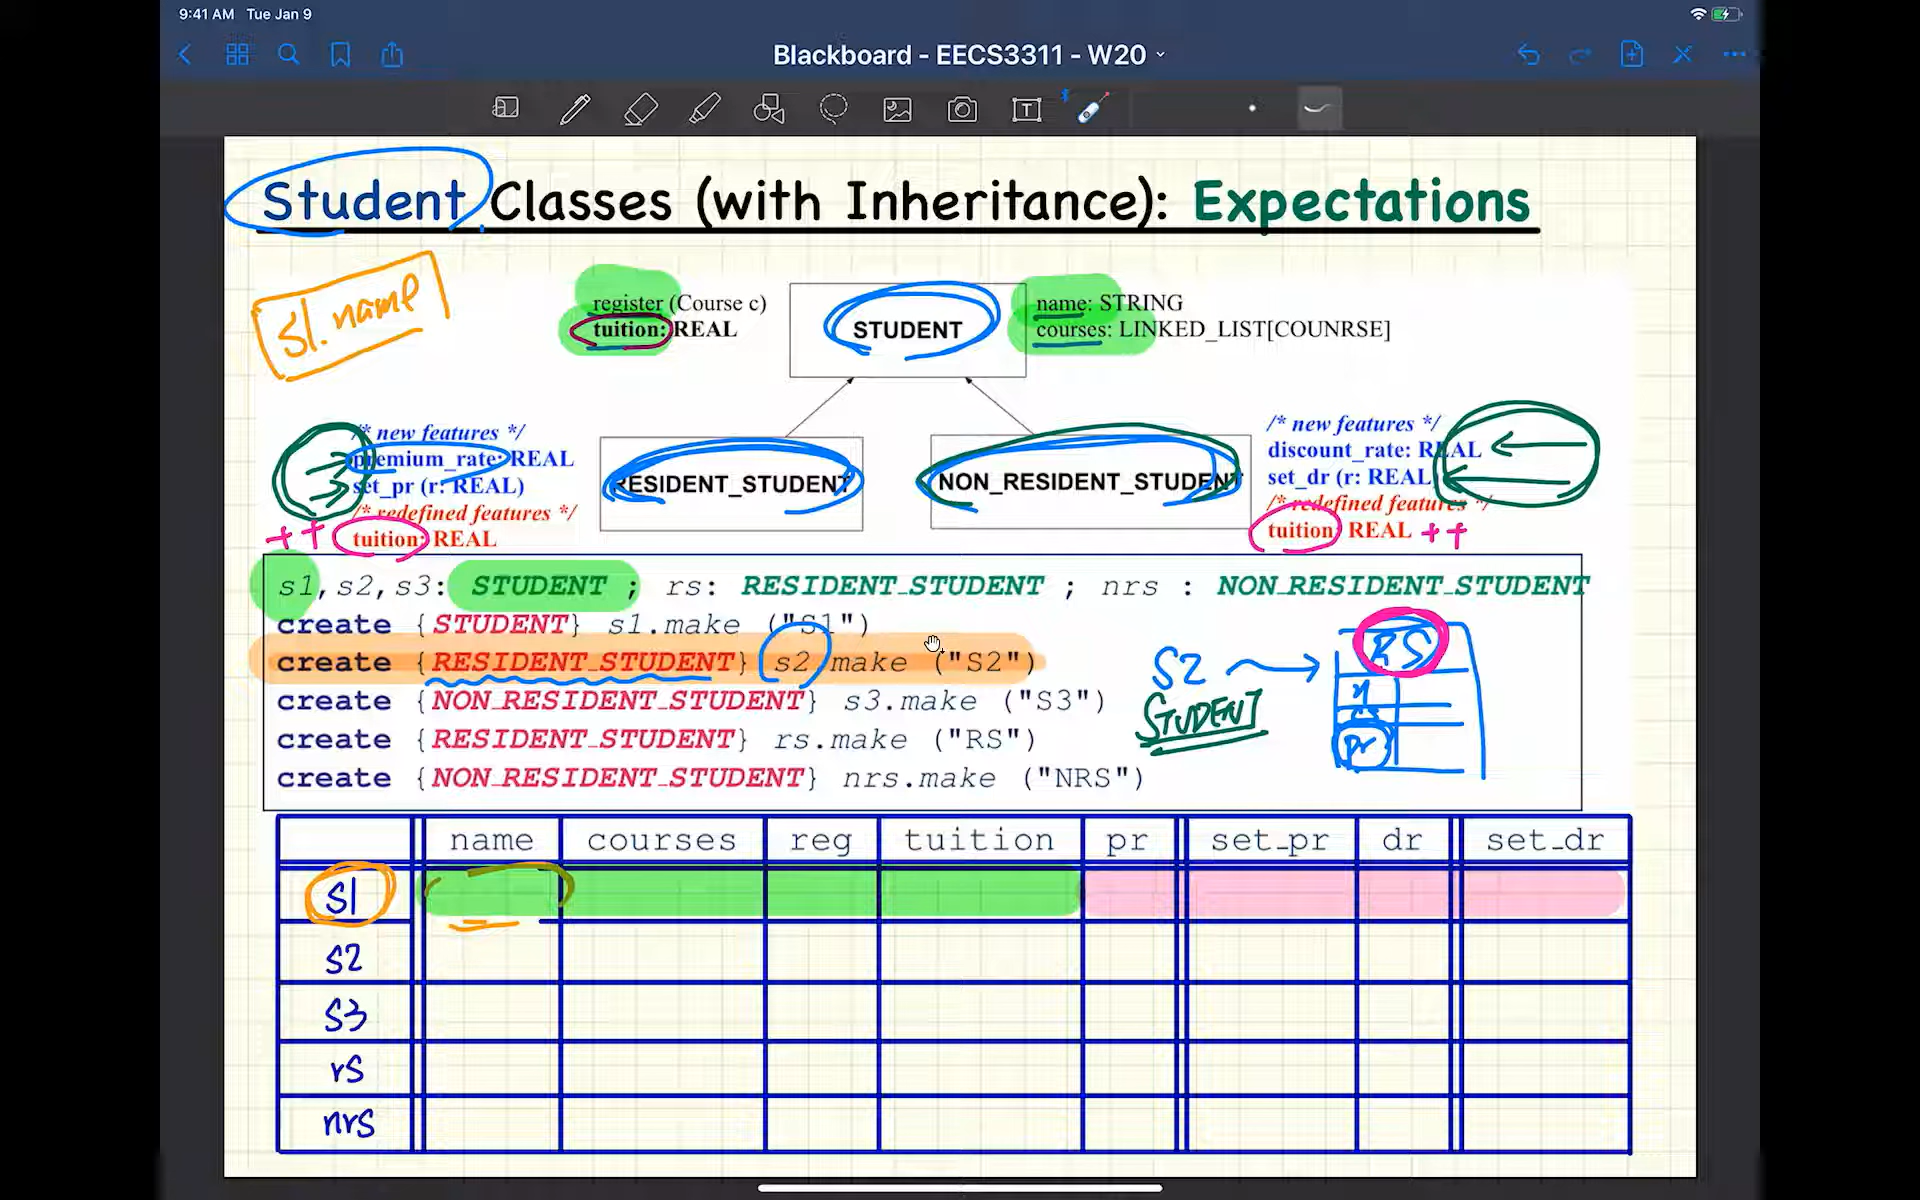 9:41 AM Tue Jan 9
Blackboard - EECS3311 - W20
Student Classes (with Inheritance): Expectations
s1.name
register (Course c)
tuition: REAL
STUDENT
name: STRING
courses: LINKED_LIST[COUNRSE]
/* new features */
premium_rate: REAL
set_pr (r: REAL)
/* redefined features */
++ tuition: REAL
RESIDENT_STUDENT
NON_RESIDENT_STUDENT
/* new features */
discount_rate: REAL
set_dr (r: REAL)
/* redefined features */
tuition: REAL ++
s1,s2,s3: STUDENT ; rs: RESIDENT_STUDENT ; nrs : NON_RESIDENT_STUDENT
create {STUDENT} s1.make ("S1")
create {RESIDENT_STUDENT} s2.make ("S2")
create {NON_RESIDENT_STUDENT} s3.make ("S3")
create {RESIDENT_STUDENT} rs.make ("RS")
create {NON_RESIDENT_STUDENT} nrs.make ("NRS")
S2
STUDENT
RS
n
cs
pr
name courses reg tuition pr set_pr dr set_dr
s1
s2
s3
rs
nrs